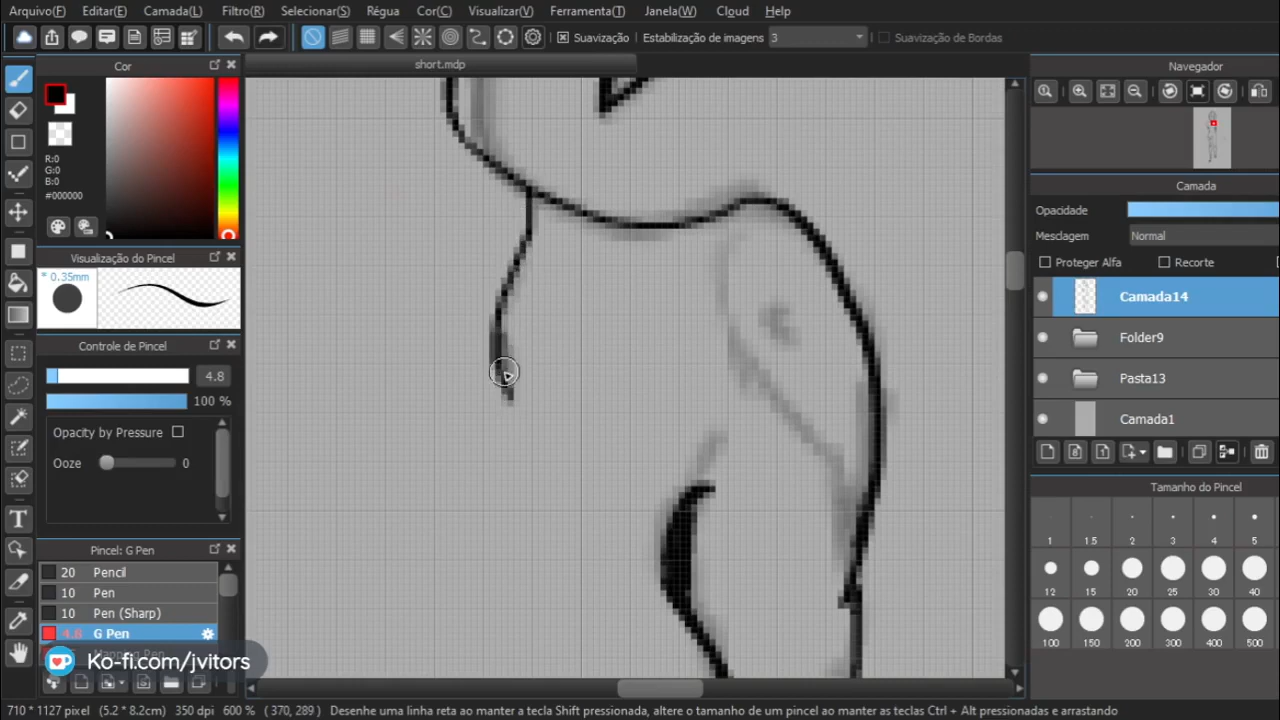 Arquivo(F) Editar(E) Camada(L) Filtro(R) Selecionar(S) Régua Cor(C) Visualizar(V) Ferramenta(T) Janela(W) Cloud Help
Suavização Estabilização de imagens 3 Suavização de Bordas
Cor
short.mdp
Navegador
R:0
G:0
B:0
#000000
Camada
Opacidade
Mesclagem Normal
Proteger Alfa Recorte
Visualização do Pincel
* 0.35mm
Camada14
Folder9
Pasta13
Camada1
Controle de Pincel
4.8
100 %
Opacity by Pressure
Ooze 0
Tamanho do Pincel
1 1.5 2 3 4 5
12 15 20 25 30 40
100 150 200 300 400 500
Pincel: G Pen
20 Pencil
10 Pen
10 Pen (Sharp)
4.8 G Pen
Ko-fi.com/jvitors
710 * 1127 pixel (5.2 * 8.2cm) 350 dpi 600 % ( 370, 289 ) Desenhe uma linha reta ao manter a tecla Shift pressionada, altere o tamanho de um pincel ao manter as teclas Ctrl + Alt pressionadas e arrastando